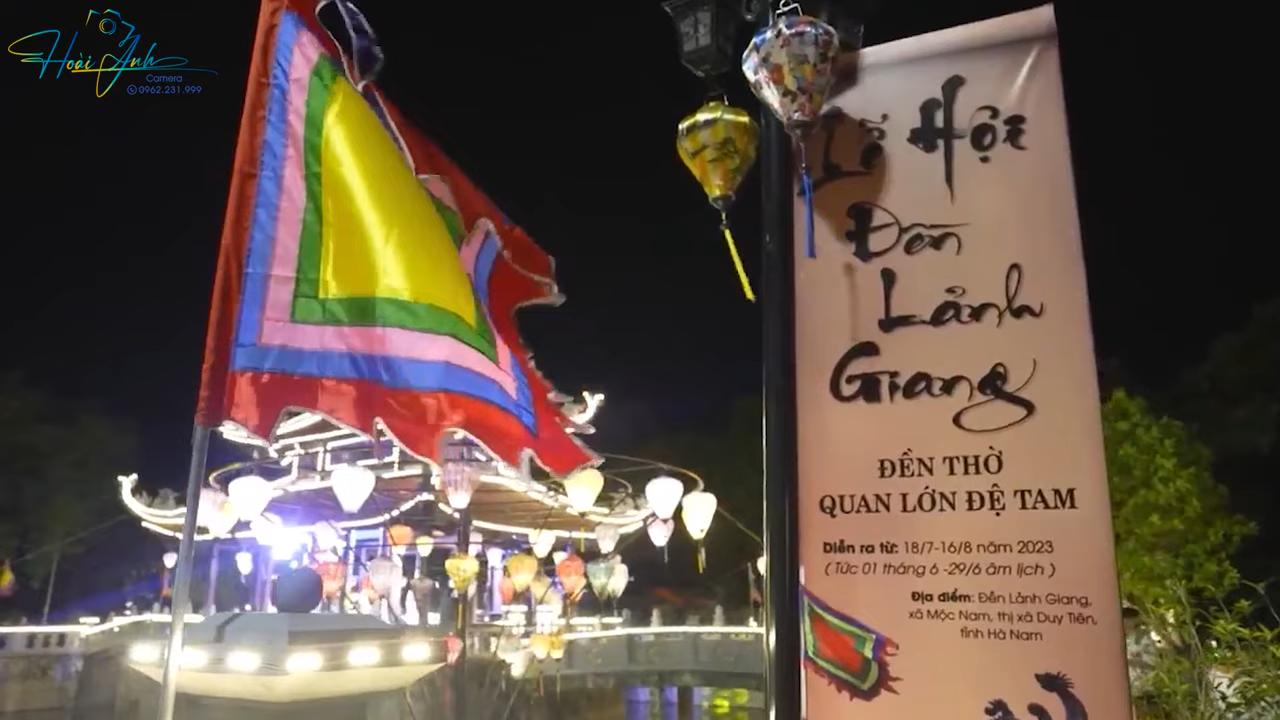 Hoài Anh
Camera
0962.231.999
Lễ Hội
Đền
Lảnh
Giang
ĐỀN THỜ
QUAN LỚN ĐỆ TAM
Diễn ra từ: 18/7-16/8 năm 2023
( Tức 01 tháng 6 -29/6 âm lịch )
Địa điểm: Đền Lảnh Giang,
xã Mộc Nam, thị xã Duy Tiên,
tỉnh Hà Nam